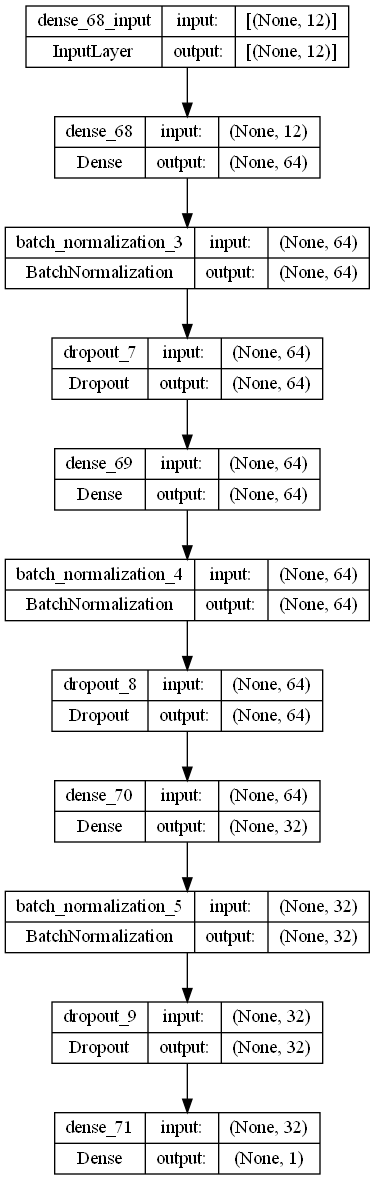 dense_68_input input: [(None, 12)]
InputLayer output: [(None, 12)]
dense_68 input: (None, 12)
Dense output: (None, 64)
batch_normalization_3 input: (None, 64)
BatchNormalization output: (None, 64)
dropout_7 input: (None, 64)
Dropout output: (None, 64)
dense_69 input: (None, 64)
Dense output: (None, 64)
batch_normalization_4 input: (None, 64)
BatchNormalization output: (None, 64)
dropout_8 input: (None, 64)
Dropout output: (None, 64)
dense_70 input: (None, 64)
Dense output: (None, 32)
batch_normalization_5 input: (None, 32)
BatchNormalization output: (None, 32)
dropout_9 input: (None, 32)
Dropout output: (None, 32)
dense_71 input: (None, 32)
Dense output: (None, 1)